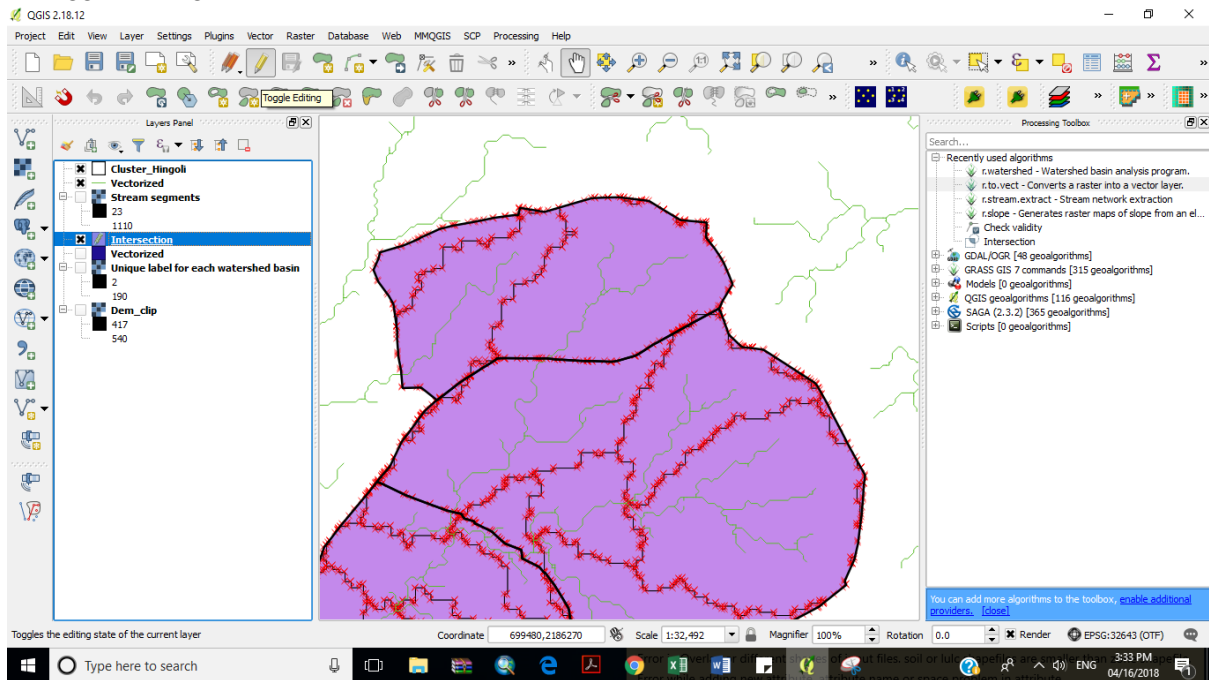 QGIS 2.18.12
Project Edit View Layer Settings Plugins Vector Raster Database Web MMQGIS SCP Processing Help
Toggle Editing
Layers Panel
Processing Toolbox
Search...
Cluster_Hingoli
Vectorized
Stream segments
23
1110
Intersection
Vectorized
Unique label for each watershed basin
2
190
Dem_clip
417
540
Recently used algorithms
r.watershed - Watershed basin analysis program.
r.to.vect - Converts a raster into a vector layer.
r.stream.extract - Stream network extraction
r.slope - Generates raster maps of slope from an el...
Check validity
Intersection
GDAL/OGR [48 geoalgorithms]
GRASS GIS 7 commands [315 geoalgorithms]
Models [0 geoalgorithms]
QGIS geoalgorithms [116 geoalgorithms]
SAGA (2.3.2) [365 geoalgorithms]
Scripts [0 geoalgorithms]
You can add more algorithms to the toolbox, enable additional
providers. [close]
Toggles the editing state of the current layer Coordinate 699480,2186270 Scale 1:32,492 Magnifier 100% Rotation 0.0 Render EPSG:32643 (OTF)
Type here to search
ENG 3:33 PM
04/16/2018